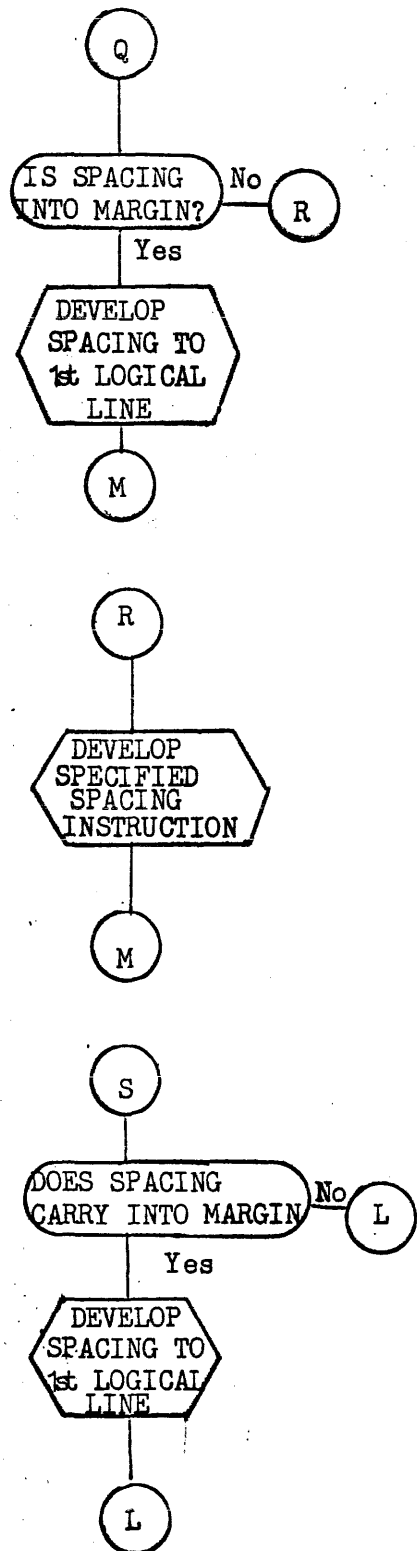 Q
IS SPACING
INTO MARGIN?
No
R
Yes
DEVELOP
SPACING TO
1st LOGICAL
LINE
M
R
DEVELOP
SPECIFIED
SPACING
INSTRUCTION
M
S
DOES SPACING
CARRY INTO MARGIN
No
L
Yes
DEVELOP
SPACING TO
1st LOGICAL
LINE
L